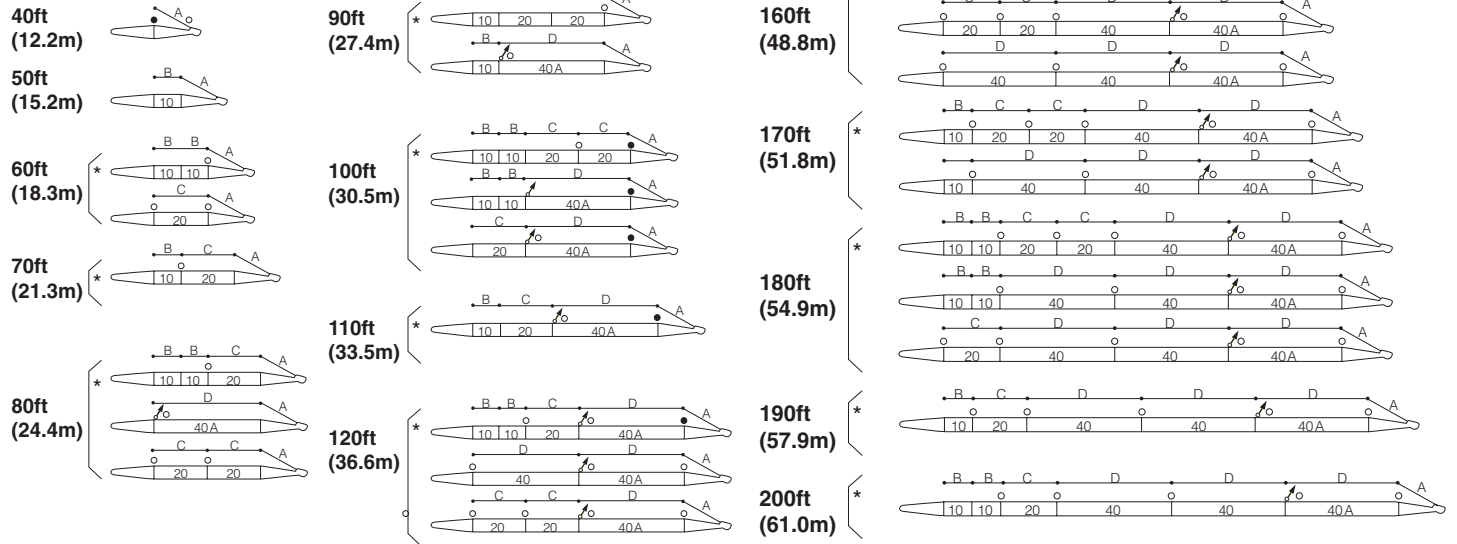 40ft
(12.2m)
A
50ft
(15.2m)
B
A
10
60ft
(18.3m)
*
B B
A
10 10
C
A
20
70ft
(21.3m)
*
B C
A
10 20
80ft
(24.4m)
*
B B C
A
10 10 20
D
A
40A
C C
A
20 20
90ft
(27.4m)
*
A
10 20 20
B D
A
10 40A
100ft
(30.5m)
*
B B C C
A
10 10 20 20
B B D
A
10 10 40A
C D
A
20 40A
110ft
(33.5m)
*
B C D
A
10 20 40A
120ft
(36.6m)
*
B B C D
A
10 10 20 40A
D D
A
40 40A
C C D
A
20 20 40A
160ft
(48.8m)
A
20 20 40 40A
D D D
A
40 40 40A
170ft
(51.8m)
*
B C C D D
A
10 20 20 40 40A
D D D
A
10 40 40 40A
180ft
(54.9m)
*
B B C C D D
A
10 10 20 20 40 40A
B B D D D
A
10 10 40 40 40A
C D D D
A
20 40 40 40A
190ft
(57.9m)
*
B C D D D
A
10 20 40 40 40A
200ft
(61.0m)
*
B B C D D D
A
10 10 20 40 40 40A